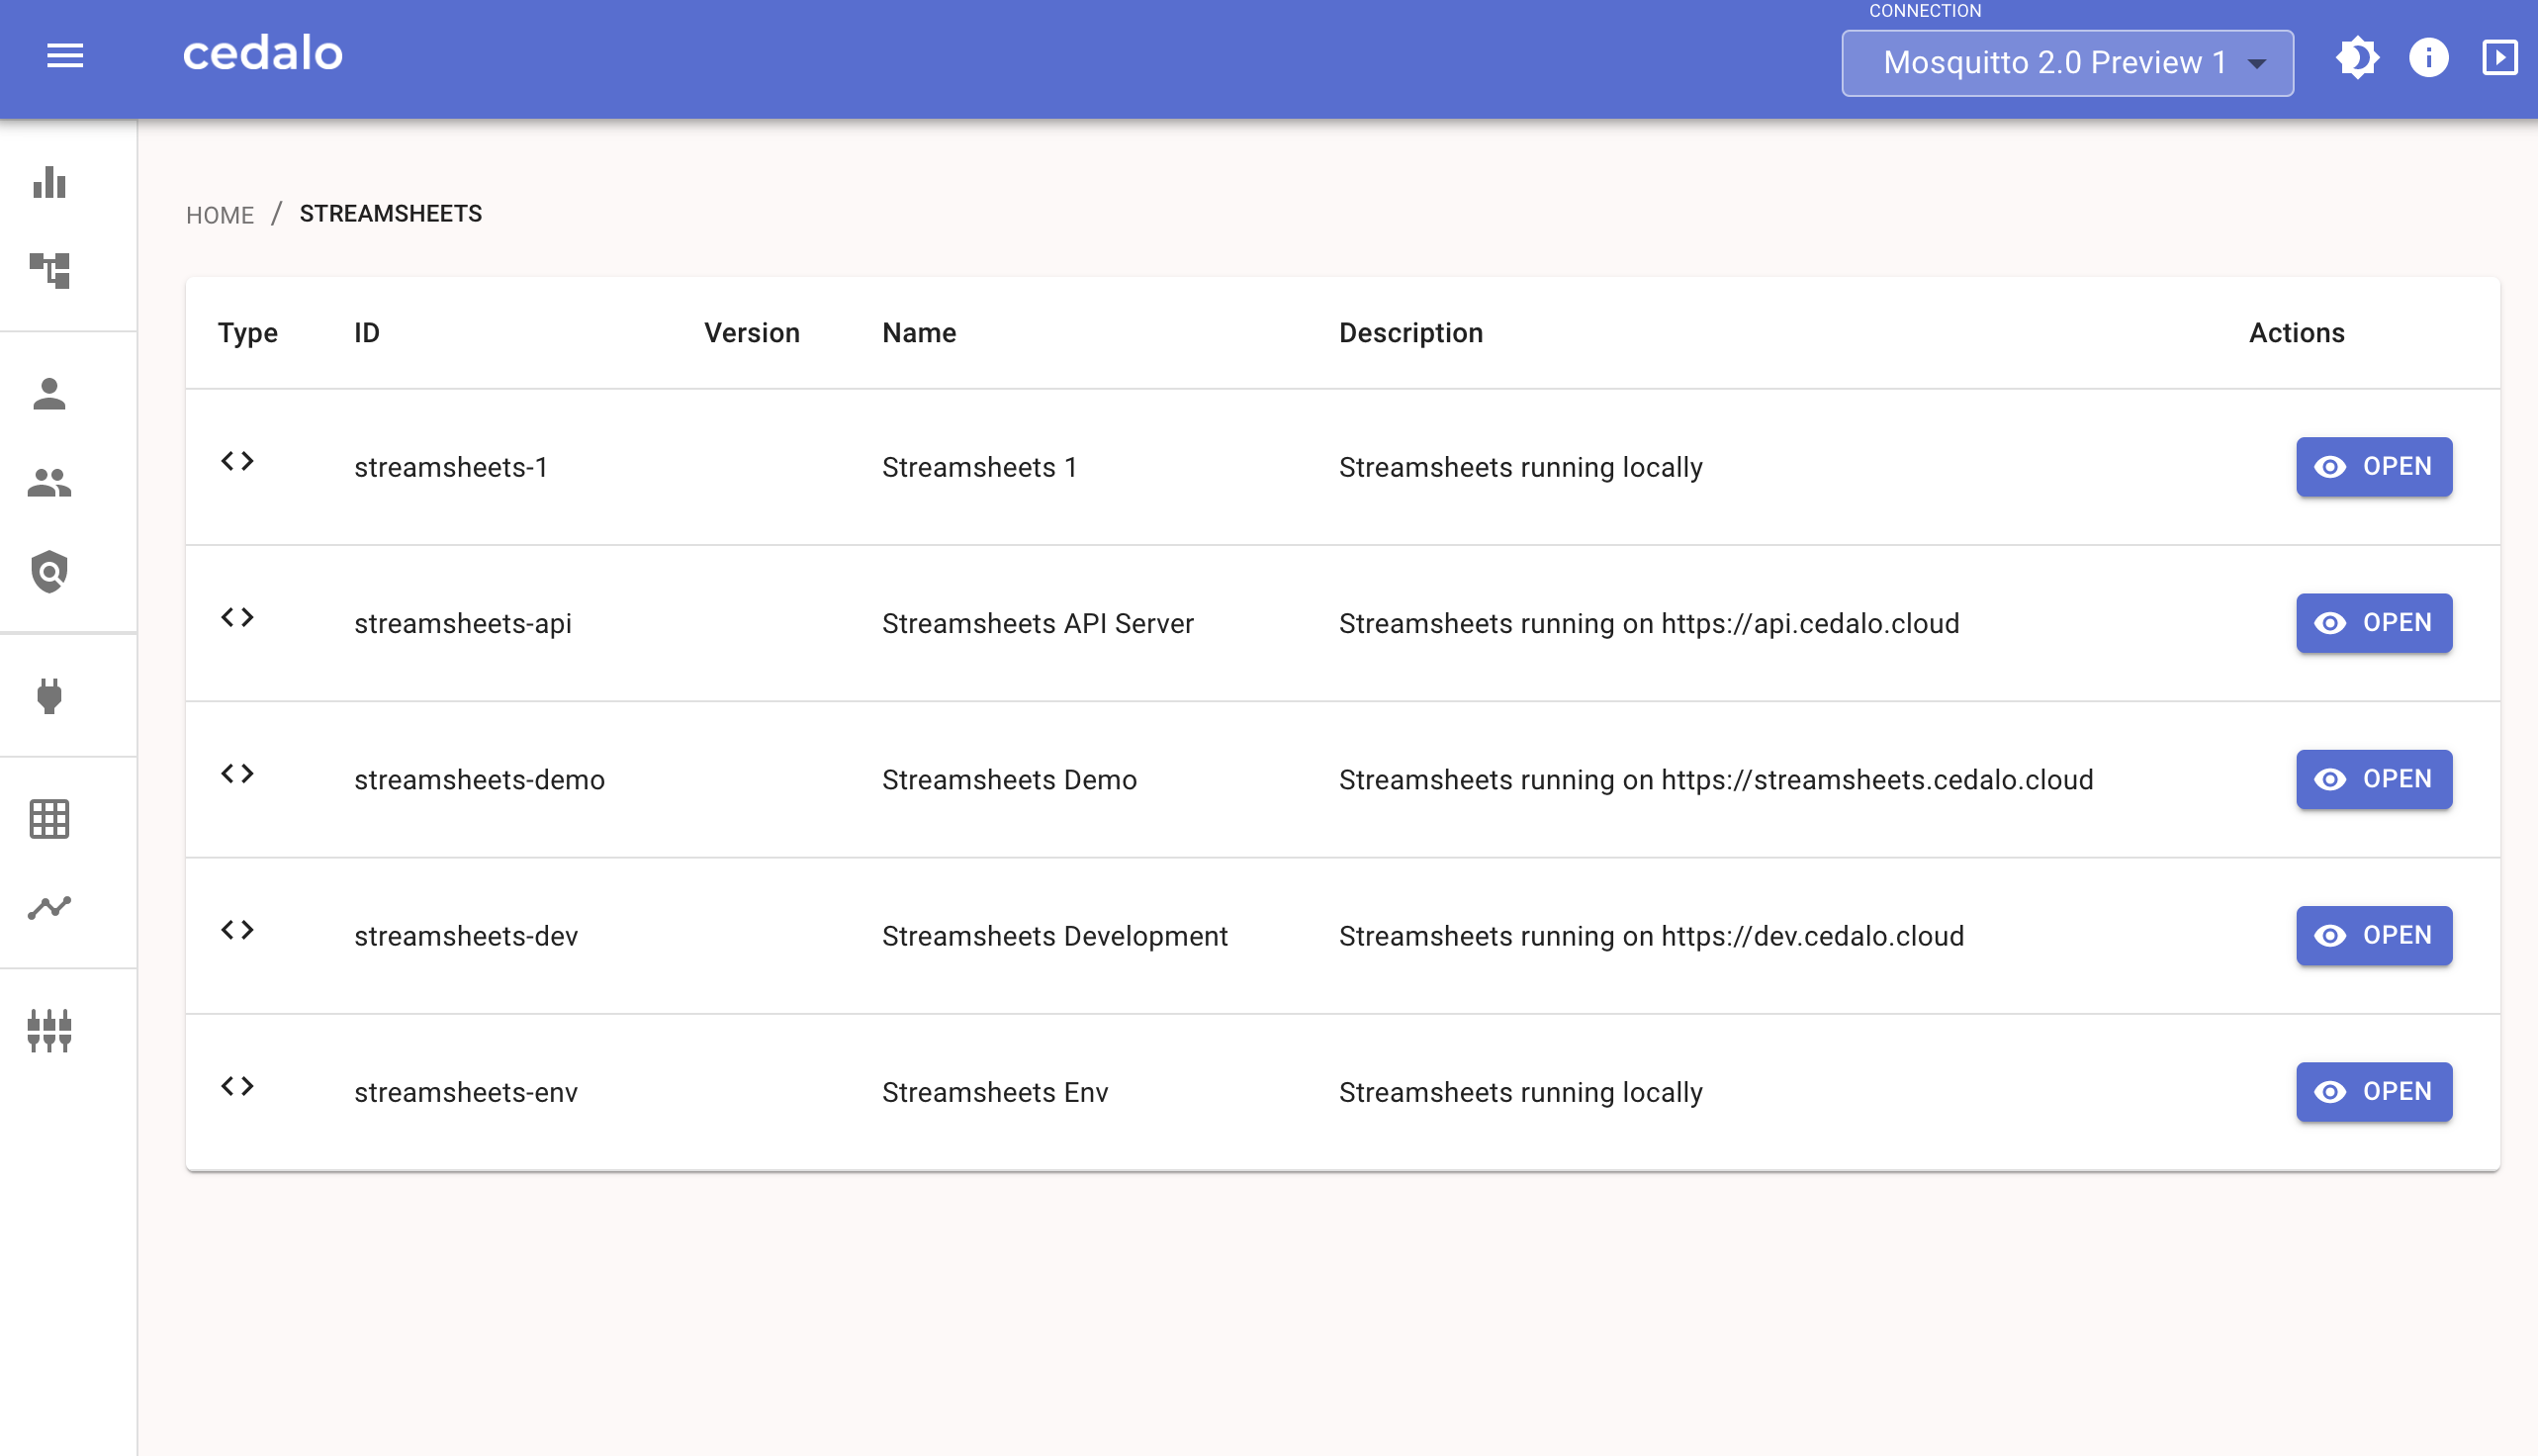 CONNECTION
cedalo
Mosquitto 2.0 Preview 1
HOME / STREAMSHEETS
Type ID Version Name Description Actions
streamsheets-1 Streamsheets 1 Streamsheets running locally OPEN
streamsheets-api Streamsheets API Server Streamsheets running on https://api.cedalo.cloud OPEN
streamsheets-demo Streamsheets Demo Streamsheets running on https://streamsheets.cedalo.cloud OPEN
streamsheets-dev Streamsheets Development Streamsheets running on https://dev.cedalo.cloud OPEN
streamsheets-env Streamsheets Env Streamsheets running locally OPEN